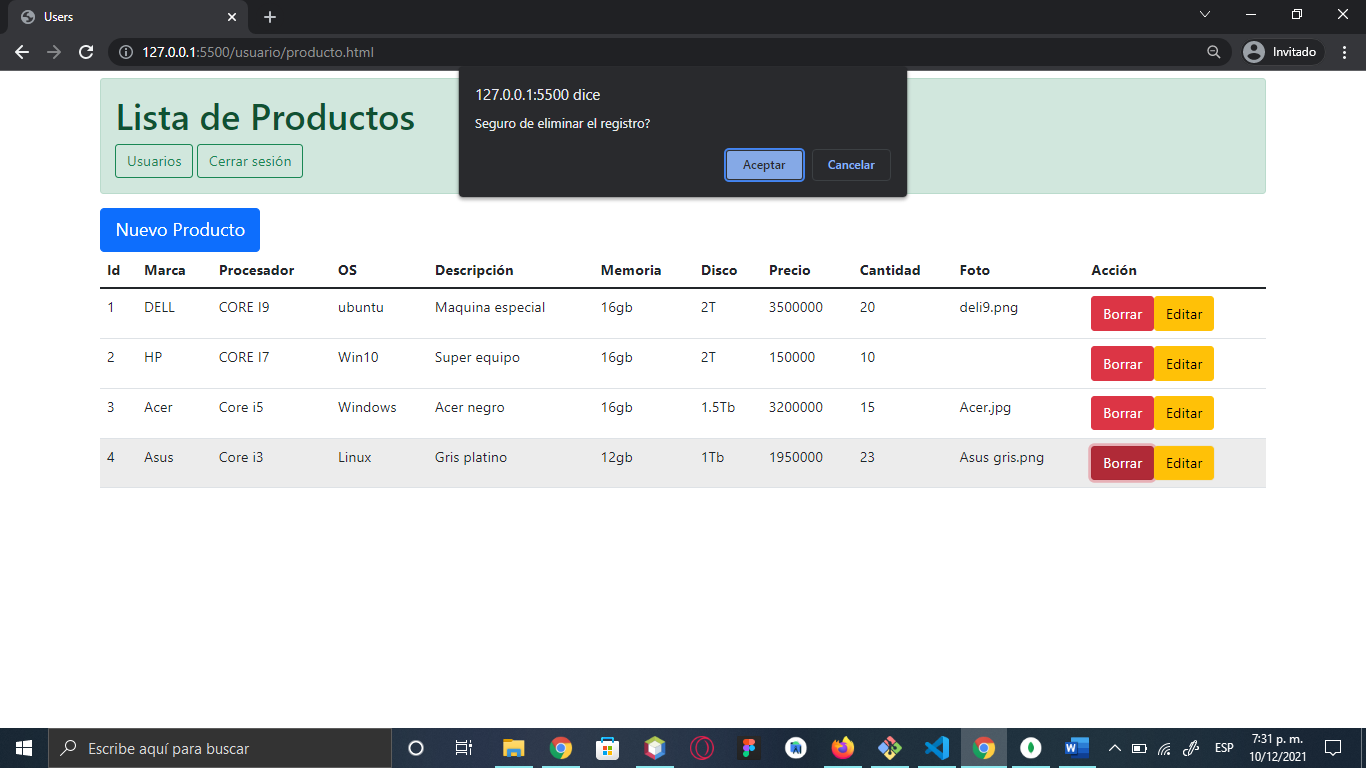 Users
127.0.0.1:5500/usuario/producto.html
Invitado
127.0.0.1:5500 dice
Seguro de eliminar el registro?
Aceptar Cancelar
Lista de Productos
Usuarios Cerrar sesión
Nuevo Producto
Id Marca Procesador OS Descripción Memoria Disco Precio Cantidad Foto Acción
1 DELL CORE I9 ubuntu Maquina especial 16gb 2T 3500000 20 deli9.png Borrar Editar
2 HP CORE I7 Win10 Super equipo 16gb 2T 150000 10 Borrar Editar
3 Acer Core i5 Windows Acer negro 16gb 1.5Tb 3200000 15 Acer.jpg Borrar Editar
4 Asus Core i3 Linux Gris platino 12gb 1Tb 1950000 23 Asus gris.png Borrar Editar
Escribe aquí para buscar
ESP
7:31 p. m.
10/12/2021